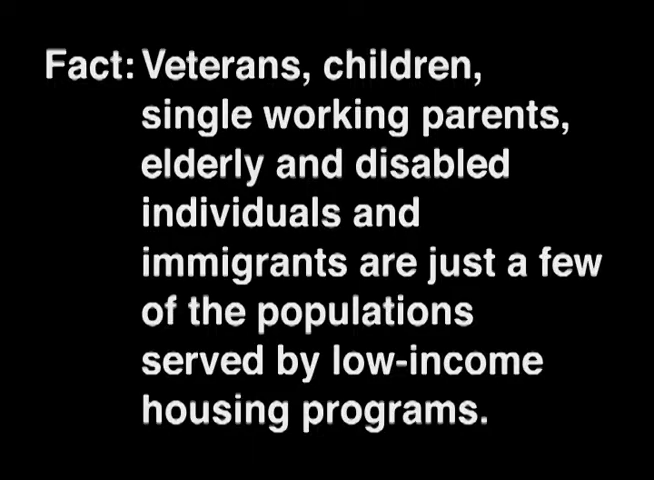 Fact: Veterans, children,
single working parents,
elderly and disabled
individuals and
immigrants are just a few
of the populations
served by low-income
housing programs.